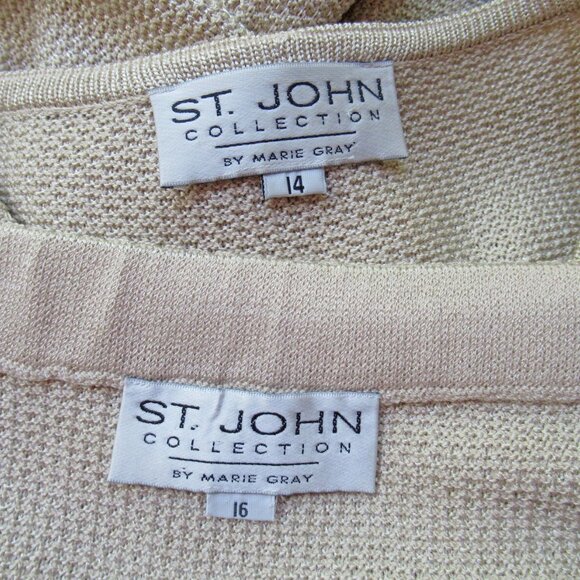 ST. JOHN
COLLECTION
BY MARIE GRAY
14
ST. JOHN
COLLECTION
BY MARIE GRAY
16